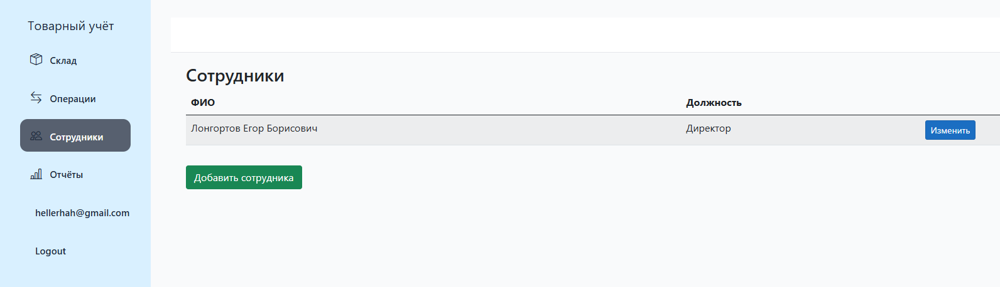 Товарный учёт
Склад
Операции
Сотрудники
Отчёты
hellerhah@gmail.com
Logout
Сотрудники
ФИО Должность
Лонгортов Егор Борисович Директор Изменить
Добавить сотрудника